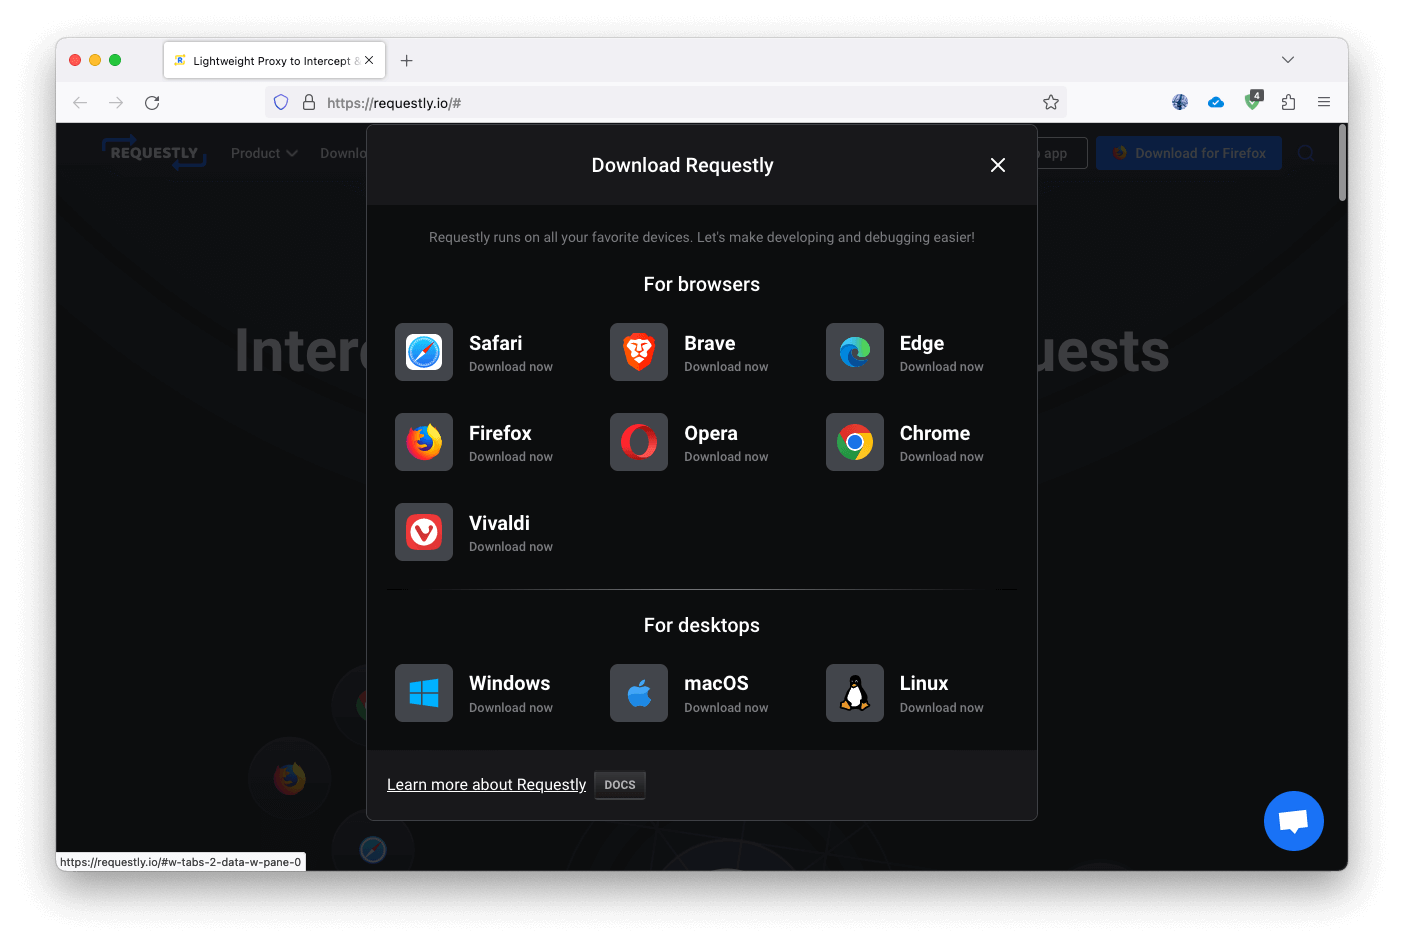 Lightweight Proxy to Intercept &
https://requestly.io/#
4
REQUESTLY
Product
Downlo
app
Download for Firefox
Download Requestly
Requestly runs on all your favorite devices. Let's make developing and debugging easier!
For browsers
Safari
Download now
Brave
Download now
Edge
Download now
Firefox
Download now
Opera
Download now
Chrome
Download now
Vivaldi
Download now
For desktops
Windows
Download now
macOS
Download now
Linux
Download now
Learn more about Requestly
DOCS
https://requestly.io/#w-tabs-2-data-w-pane-0